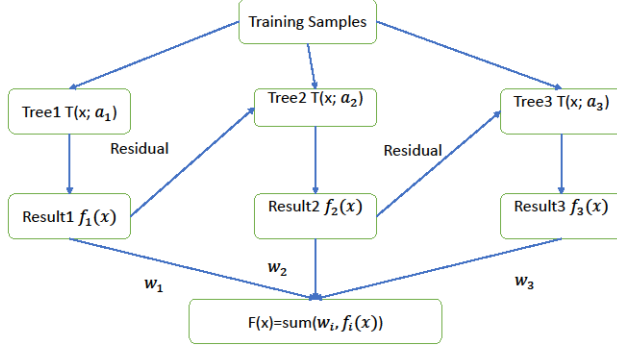 Training Samples
Tree1 T(x; a₁)
Tree2 T(x; a₂)
Tree3 T(x; a₃)
Residual
Residual
Result1 f₁(x)
Result2 f₂(x)
Result3 f₃(x)
w₁
w₂
w₃
F(x)=sum(wᵢ, fᵢ(x))